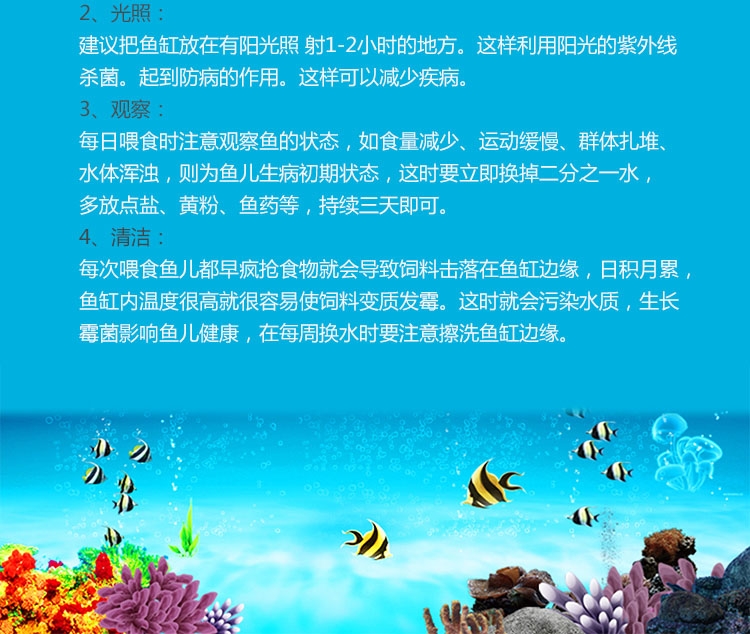 2、光照：
建议把鱼缸放在有阳光照 射1-2小时的地方。这样利用阳光的紫外线
杀菌。起到防病的作用。这样可以减少疾病。
3、观察：
每日喂食时注意观察鱼的状态，如食量减少、运动缓慢、群体扎堆、
水体浑浊，则为鱼儿生病初期状态，这时要立即换掉二分之一水，
多放点盐、黄粉、鱼药等，持续三天即可。
4、清洁：
每次喂食鱼儿都早疯抢食物就会导致饲料击落在鱼缸边缘，日积月累，
鱼缸内温度很高就很容易使饲料变质发霉。这时就会污染水质，生长
霉菌影响鱼儿健康，在每周换水时要注意擦洗鱼缸边缘。